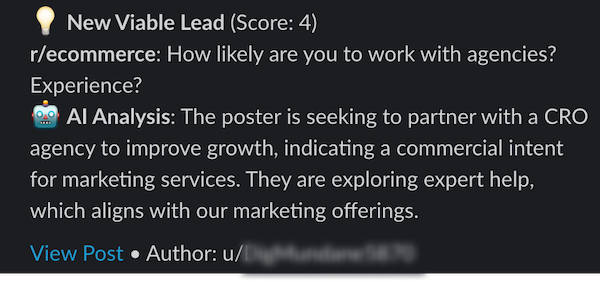 💡 New Viable Lead (Score: 4)
r/ecommerce: How likely are you to work with agencies?
Experience?
🤖 AI Analysis: The poster is seeking to partner with a CRO
agency to improve growth, indicating a commercial intent
for marketing services. They are exploring expert help,
which aligns with our marketing offerings.
View Post • Author: u/